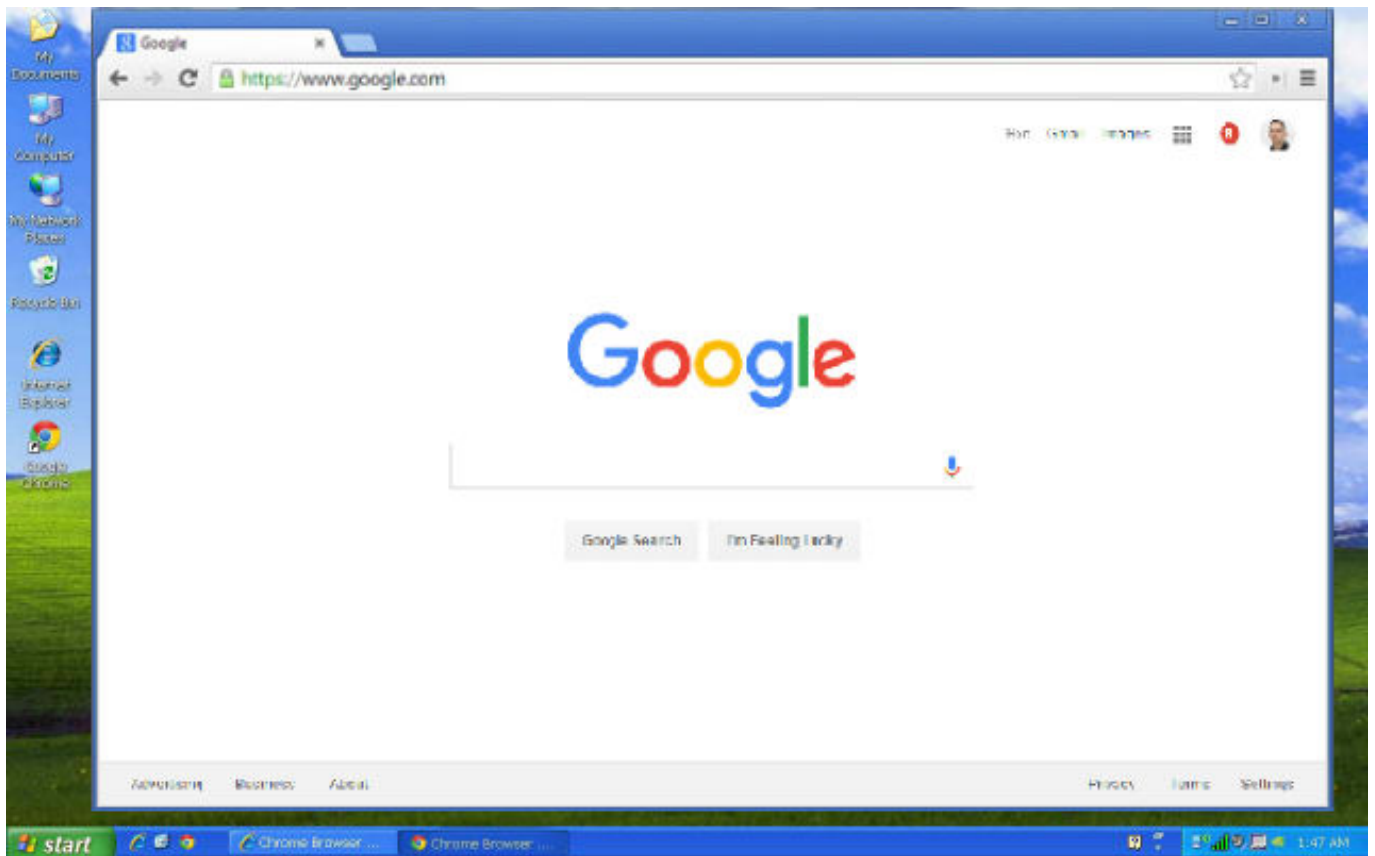 My
Documents
My
Computer
My Network
Places
Recycle Bin
Internet
Explorer
Google
Chrome
Google
https://www.google.com
Gmail Images
Google
Google Search I'm Feeling Lucky
Advertising Business About
Privacy Terms Settings
start
Chrome Browser ...
Chrome Browser ...
1:47 AM